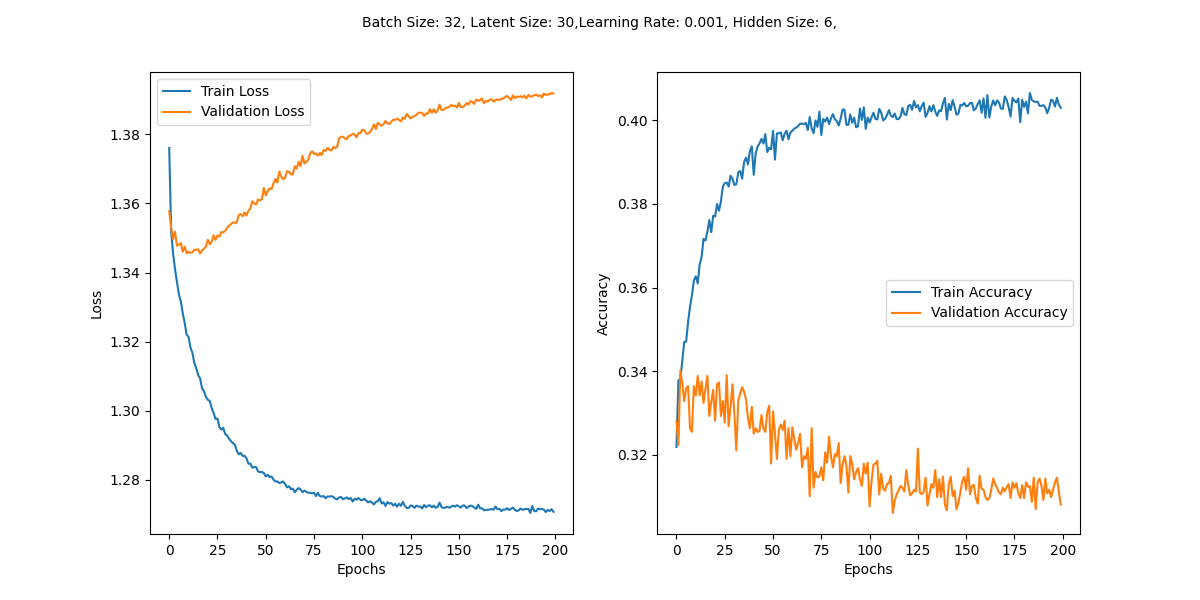 Batch Size: 32, Latent Size: 30,Learning Rate: 0.001, Hidden Size: 6,
Train Loss
Validation Loss
1.38
1.36
1.34
1.32
1.30
1.28
Loss
0 25 50 75 100 125 150 175 200
Epochs
0.40
0.38
0.36
0.34
0.32
Accuracy
Train Accuracy
Validation Accuracy
0 25 50 75 100 125 150 175 200
Epochs